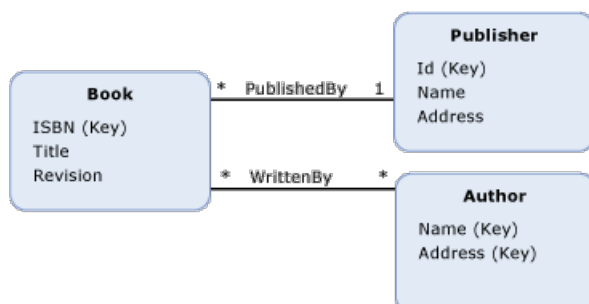 Publisher
Id (Key)
Name
Address
Book
ISBN (Key)
Title
Revision
* PublishedBy 1
* WrittenBy *
Author
Name (Key)
Address (Key)